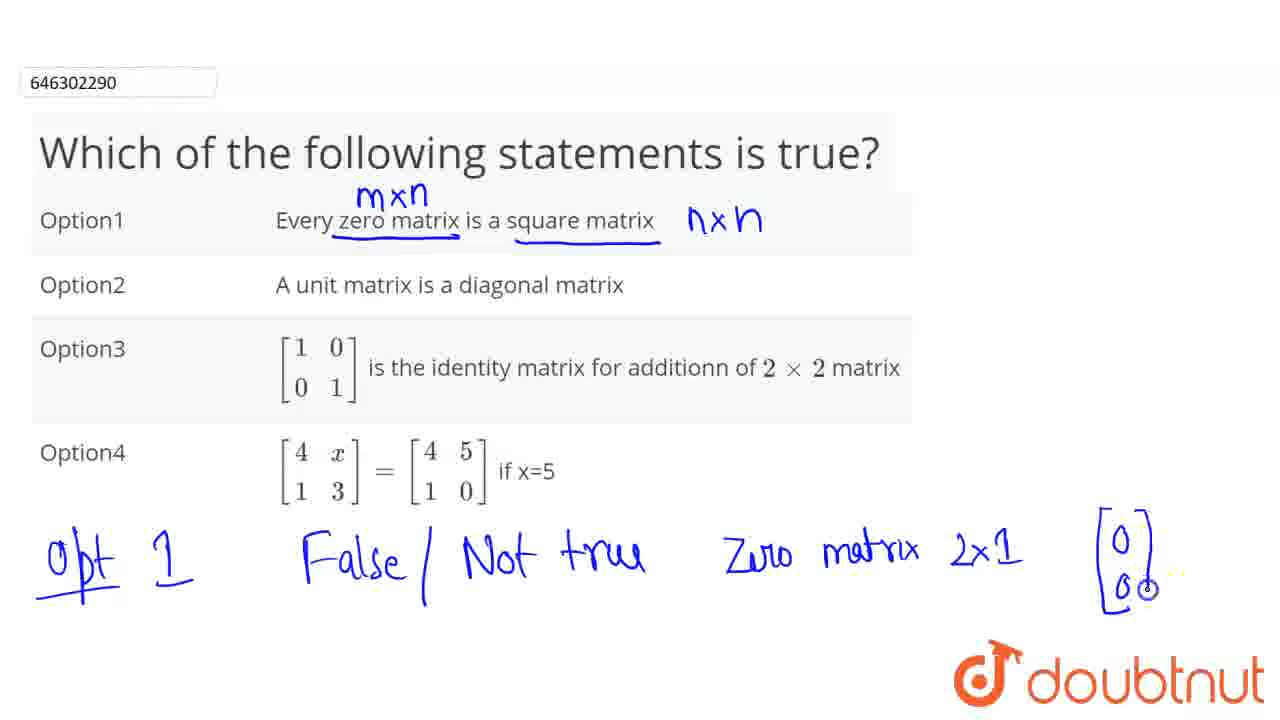 646302290
Which of the following statements is true?
m×n
Option1 Every zero matrix is a square matrix n×n
Option2 A unit matrix is a diagonal matrix
Option3 [1 0
0 1] is the identity matrix for additionn of 2 × 2 matrix
Option4 [4 x
1 3] = [4 5
1 0] if x=5
Opt 1 False/ Not true Zero matrix 2×1 [0
0]
doubtnut